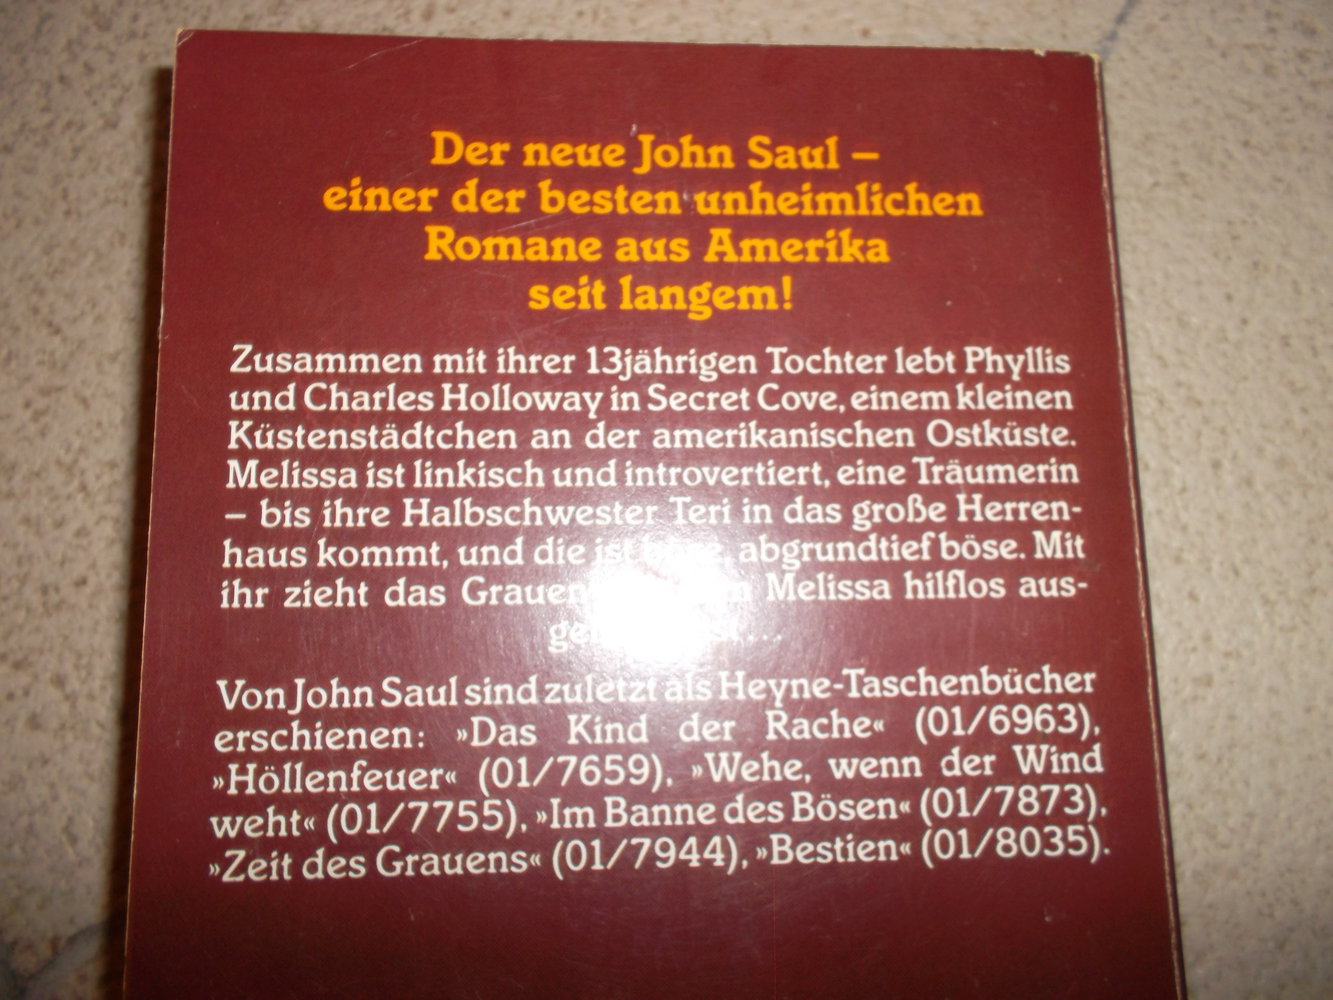 Der neue John Saul –
einer der besten unheimlichen
Romane aus Amerika
seit langem!
Zusammen mit ihrer 13jährigen Tochter lebt Phyllis
und Charles Holloway in Secret Cove, einem kleinen
Küstenstädtchen an der amerikanischen Ostküste.
Melissa ist linkisch und introvertiert, eine Träumerin
– bis ihre Halbschwester Teri in das große Herren-
haus kommt, und die ist abgrundtief böse. Mit
ihr zieht das Grauen Melissa hilflos aus-
Von John Saul sind zuletzt als Heyne-Taschenbücher
erschienen: »Das Kind der Rache« (01/6963),
»Höllenfeuer« (01/7659), »Wehe, wenn der Wind
weht« (01/7755), »Im Banne des Bösen« (01/7873),
»Zeit des Grauens« (01/7944), »Bestien« (01/8035).